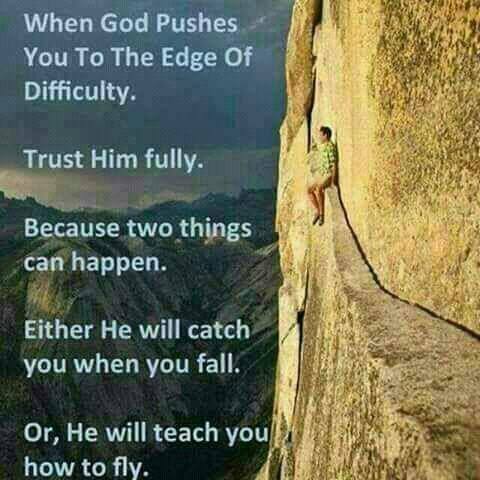 When God Pushes
You To The Edge Of
Difficulty.
Trust Him fully.
Because two things
can happen.
Either He will catch
you when you fall.
Or, He will teach you
how to fly.